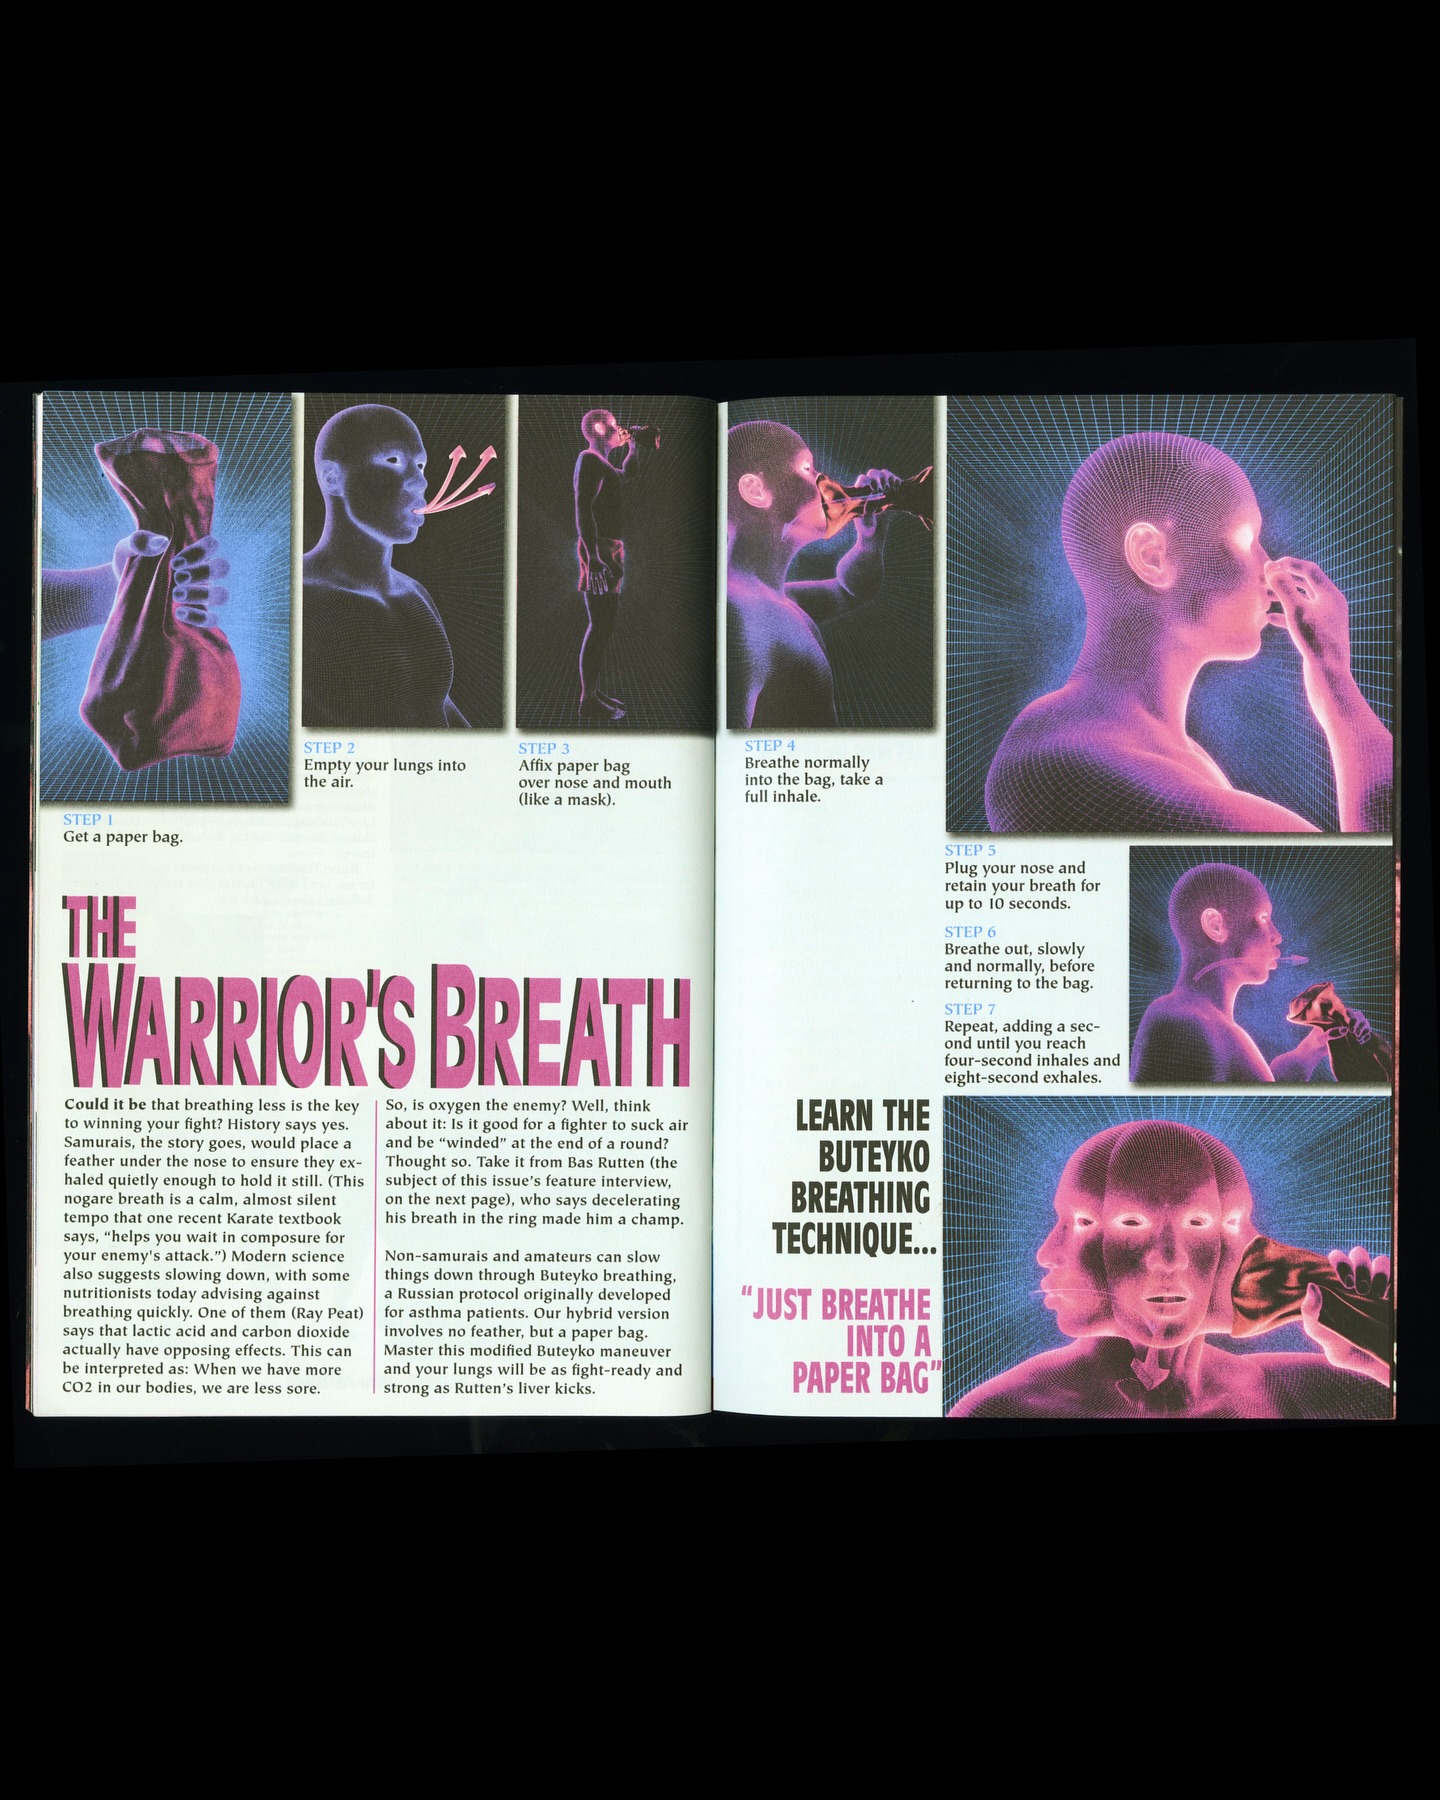 STEP 1
Get a paper bag.
STEP 2
Empty your lungs into
the air.
STEP 3
Affix paper bag
over nose and mouth
(like a mask).
STEP 4
Breathe normally
into the bag, take a
full inhale.
STEP 5
Plug your nose and
retain your breath for
up to 10 seconds.
STEP 6
Breathe out, slowly
and normally, before
returning to the bag.
STEP 7
Repeat, adding a sec-
ond until you reach
four-second inhales and
eight-second exhales.
THE
WARRIOR'S BREATH
Could it be that breathing less is the key
to winning your fight? History says yes.
Samurais, the story goes, would place a
feather under the nose to ensure they ex-
haled quietly enough to hold it still. (This
nogare breath is a calm, almost silent
tempo that one recent Karate textbook
says, “helps you wait in composure for
your enemy's attack.”) Modern science
also suggests slowing down, with some
nutritionists today advising against
breathing quickly. One of them (Ray Peat)
says that lactic acid and carbon dioxide
actually have opposing effects. This can
be interpreted as: When we have more
CO2 in our bodies, we are less sore.
So, is oxygen the enemy? Well, think
about it: Is it good for a fighter to suck air
and be “winded” at the end of a round?
Thought so. Take it from Bas Rutten (the
subject of this issue’s feature interview,
on the next page), who says decelerating
his breath in the ring made him a champ.
Non-samurais and amateurs can slow
things down through Buteyko breathing,
a Russian protocol originally developed
for asthma patients. Our hybrid version
involves no feather, but a paper bag.
Master this modified Buteyko maneuver
and your lungs will be as fight-ready and
strong as Rutten’s liver kicks.
LEARN THE
BUTEYKO
BREATHING
TECHNIQUE...
“JUST BREATHE
INTO A
PAPER BAG”